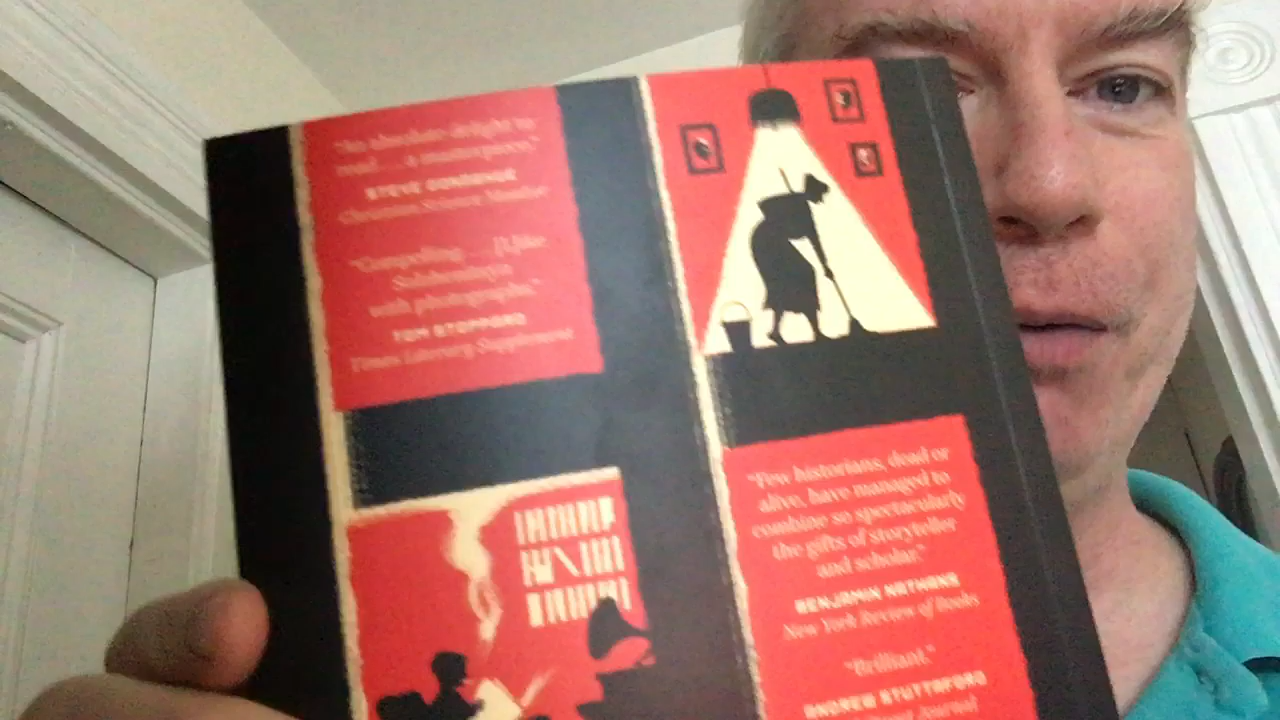 "An absolute delight to
read . . . a masterpiece."
STEVE DONOGHUE
Christian Science Monitor
"Compelling. . . . [I.]ike
Solzhenitsyn
with photographs."
TOM STOPPARD
Times Literary Supplement
"Few historians, dead or
alive, have managed to
combine so spectacularly
the gifts of storyteller
and scholar."
BENJAMIN NATHANS
New York Review of Books
"Brilliant."
ANDREW STUTTAFORD
Journal